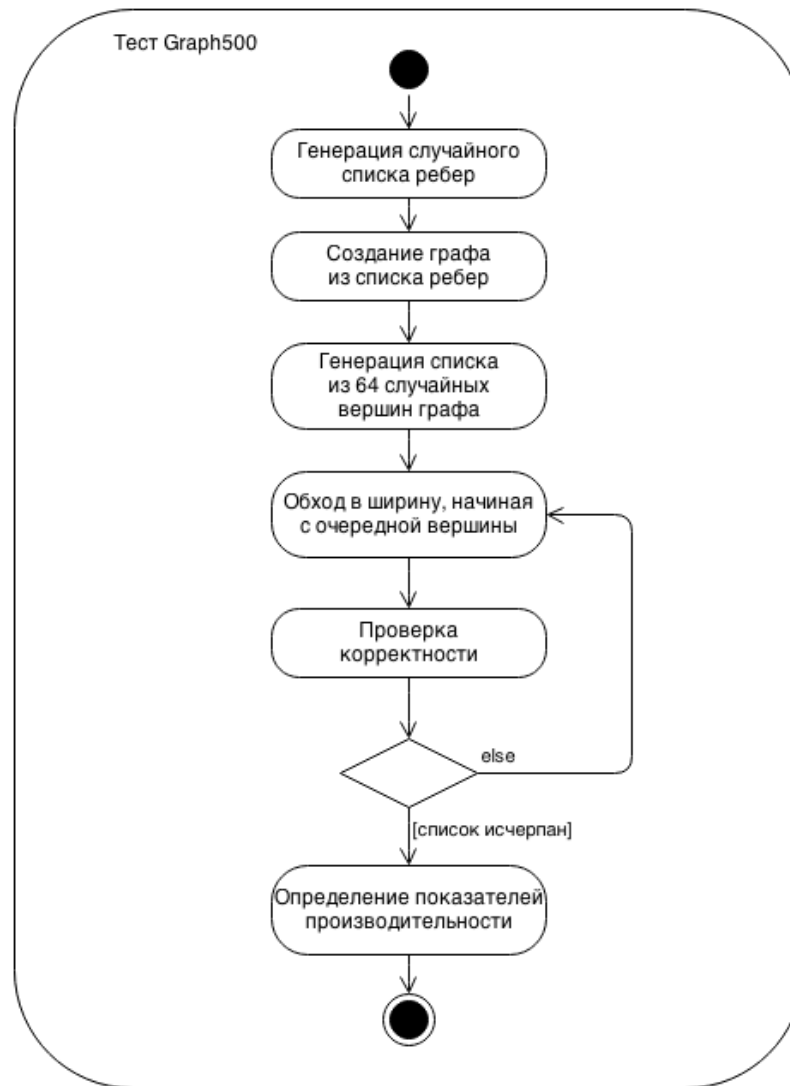 Тест Graph500
Генерация случайного
списка ребер
Создание графа
из списка ребер
Генерация списка
из 64 случайных
вершин графа
Обход в ширину, начиная
с очередной вершины
Проверка
корректности
else
[список исчерпан]
Определение показателей
производительности